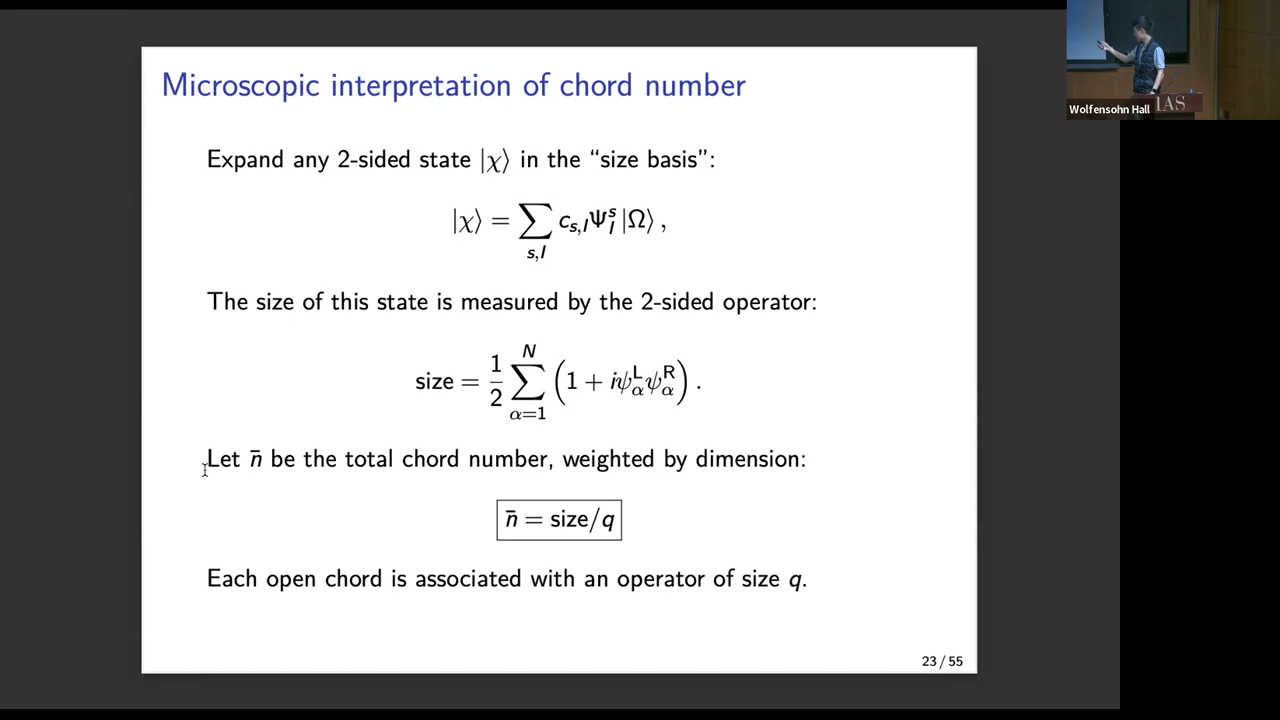 Microscopic interpretation of chord number
Expand any 2-sided state |χ⟩ in the “size basis”:
|χ⟩ = ∑_{s,I} c_{s,I} Ψ_I^s |Ω⟩ ,
The size of this state is measured by the 2-sided operator:
size = 1/2 ∑_{α=1}^{N} (1 + iψ_α^L ψ_α^R) .
Let n̄ be the total chord number, weighted by dimension:
n̄ = size/q
Each open chord is associated with an operator of size q.
23 / 55
IAS
Wolfensohn Hall